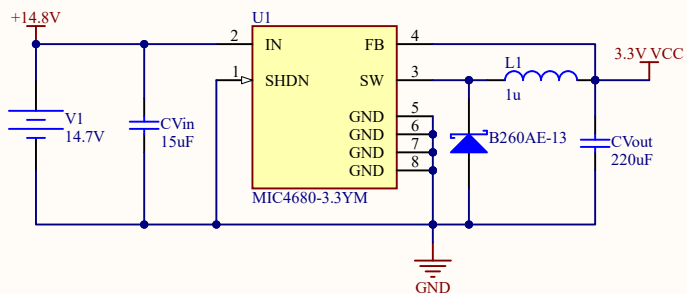 +14.8V
U1
3.3V VCC
2 IN
FB 4
1 SHDN
SW 3
L1
1u
GND 5
GND 6
GND 7
GND 8
V1
14.7V
CVin
15uF
B260AE-13
CVout
220uF
MIC4680-3.3YM
GND